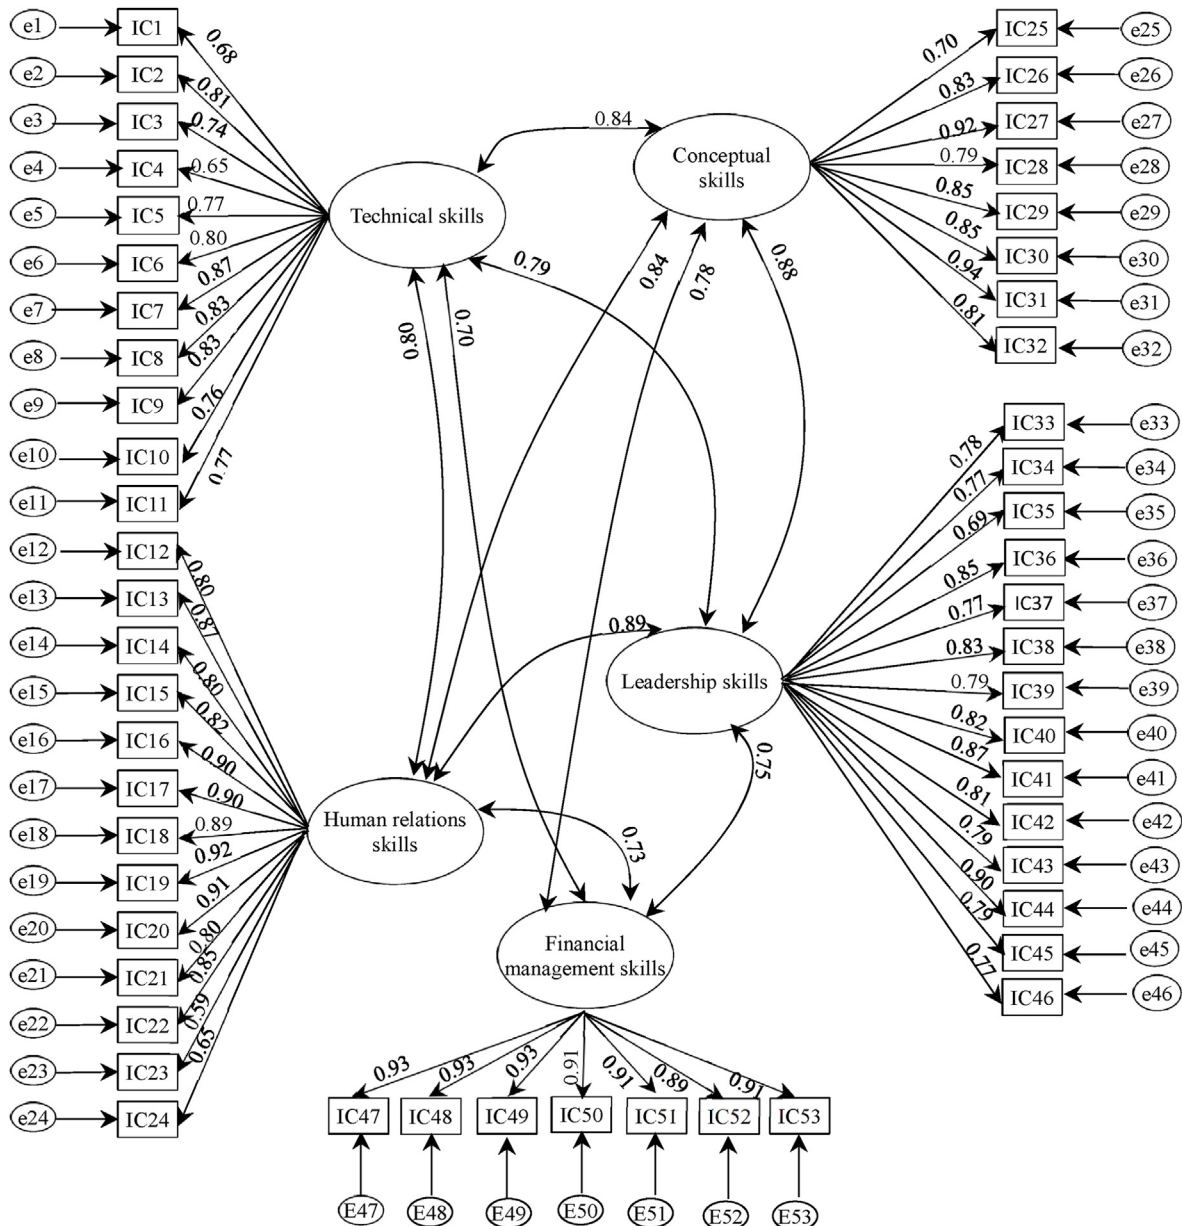 e1
IC1
0.68
e2
IC2
0.81
e3
IC3
0.74
e4
IC4
0.65
e5
IC5
0.77
e6
IC6
0.80
e7
IC7
0.87
e8
IC8
0.83
e9
IC9
0.83
e10
IC10
0.76
e11
IC11
0.77
e12
IC12
0.80
e13
IC13
0.87
e14
IC14
0.80
e15
IC15
0.82
e16
IC16
0.90
e17
IC17
0.90
e18
IC18
0.89
e19
IC19
0.92
e20
IC20
0.91
e21
IC21
0.80
e22
IC22
0.85
e23
IC23
0.59
e24
IC24
0.65
Technical skills
0.84
Conceptual
skills
0.79
0.80
0.70
0.84
0.78
0.88
0.89
Leadership skills
0.75
Human relations
skills
0.73
Financial
management skills
0.70
IC25
e25
0.83
IC26
e26
0.92
IC27
e27
0.79
IC28
e28
0.85
IC29
e29
0.85
IC30
e30
0.94
IC31
e31
0.81
IC32
e32
0.78
IC33
e33
0.77
IC34
e34
0.69
IC35
e35
0.85
IC36
e36
0.77
IC37
e37
0.83
IC38
e38
0.79
IC39
e39
0.82
IC40
e40
0.87
IC41
e41
0.81
IC42
e42
0.79
IC43
e43
0.90
IC44
e44
0.79
IC45
e45
0.77
IC46
e46
0.93
0.93
0.93
0.91
0.91
0.89
0.91
IC47
IC48
IC49
IC50
IC51
IC52
IC53
E47
E48
E49
E50
E51
E52
E53